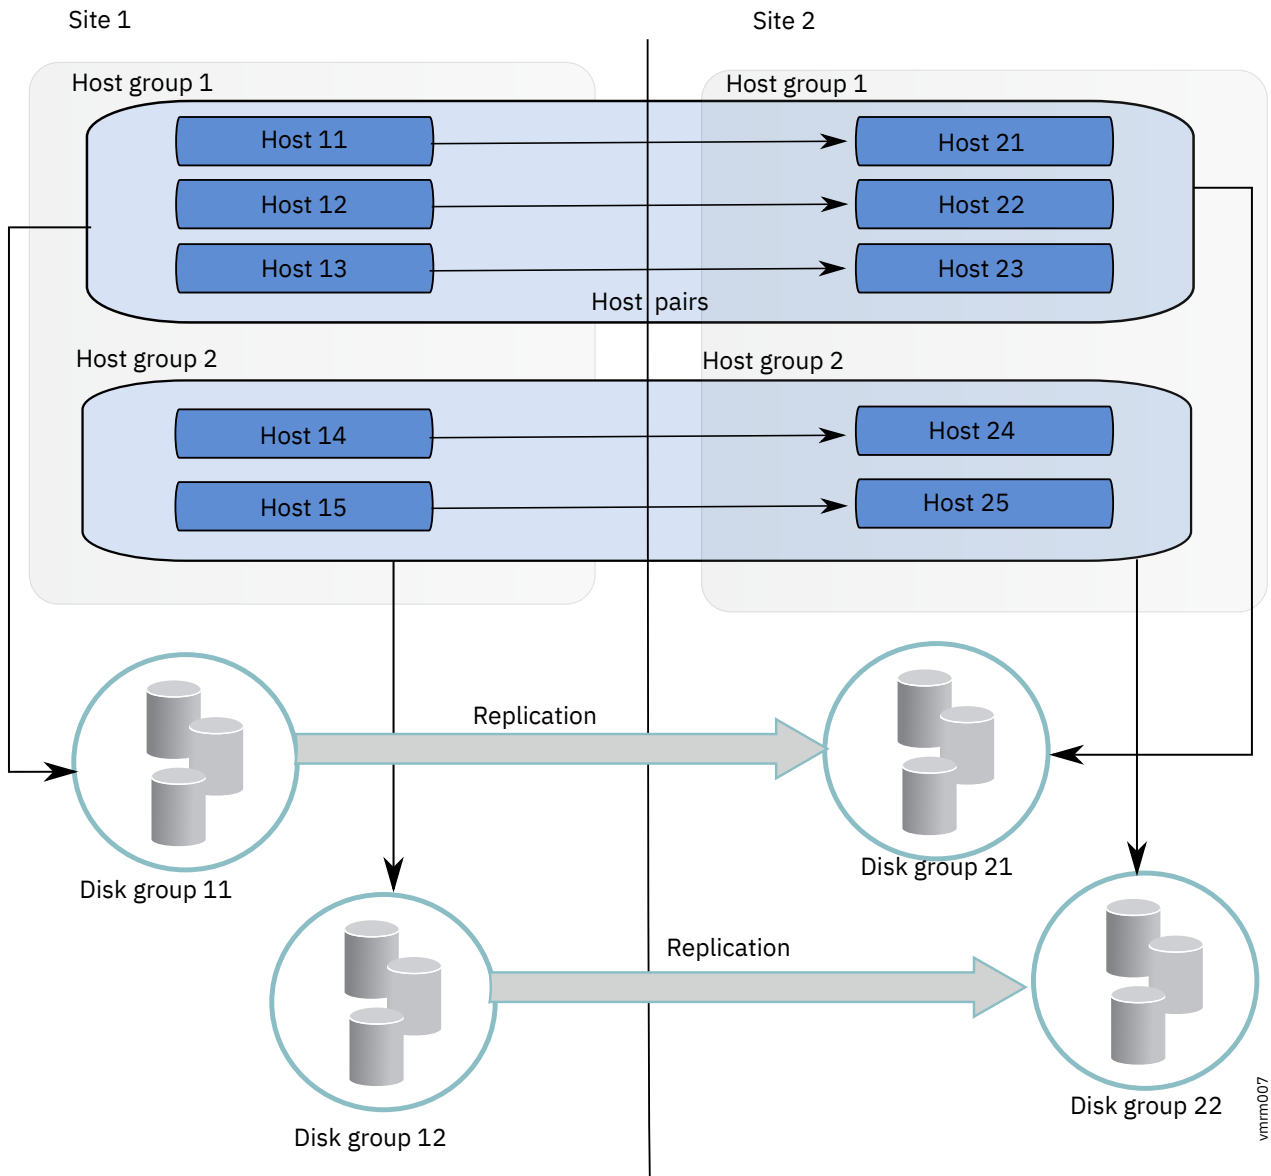 Site 1
Site 2
Host group 1
Host group 1
Host 11
Host 21
Host 12
Host 22
Host 13
Host 23
Host pairs
Host group 2
Host group 2
Host 14
Host 24
Host 15
Host 25
Replication
Disk group 11
Disk group 21
Replication
Disk group 12
Disk group 22
vmrm007